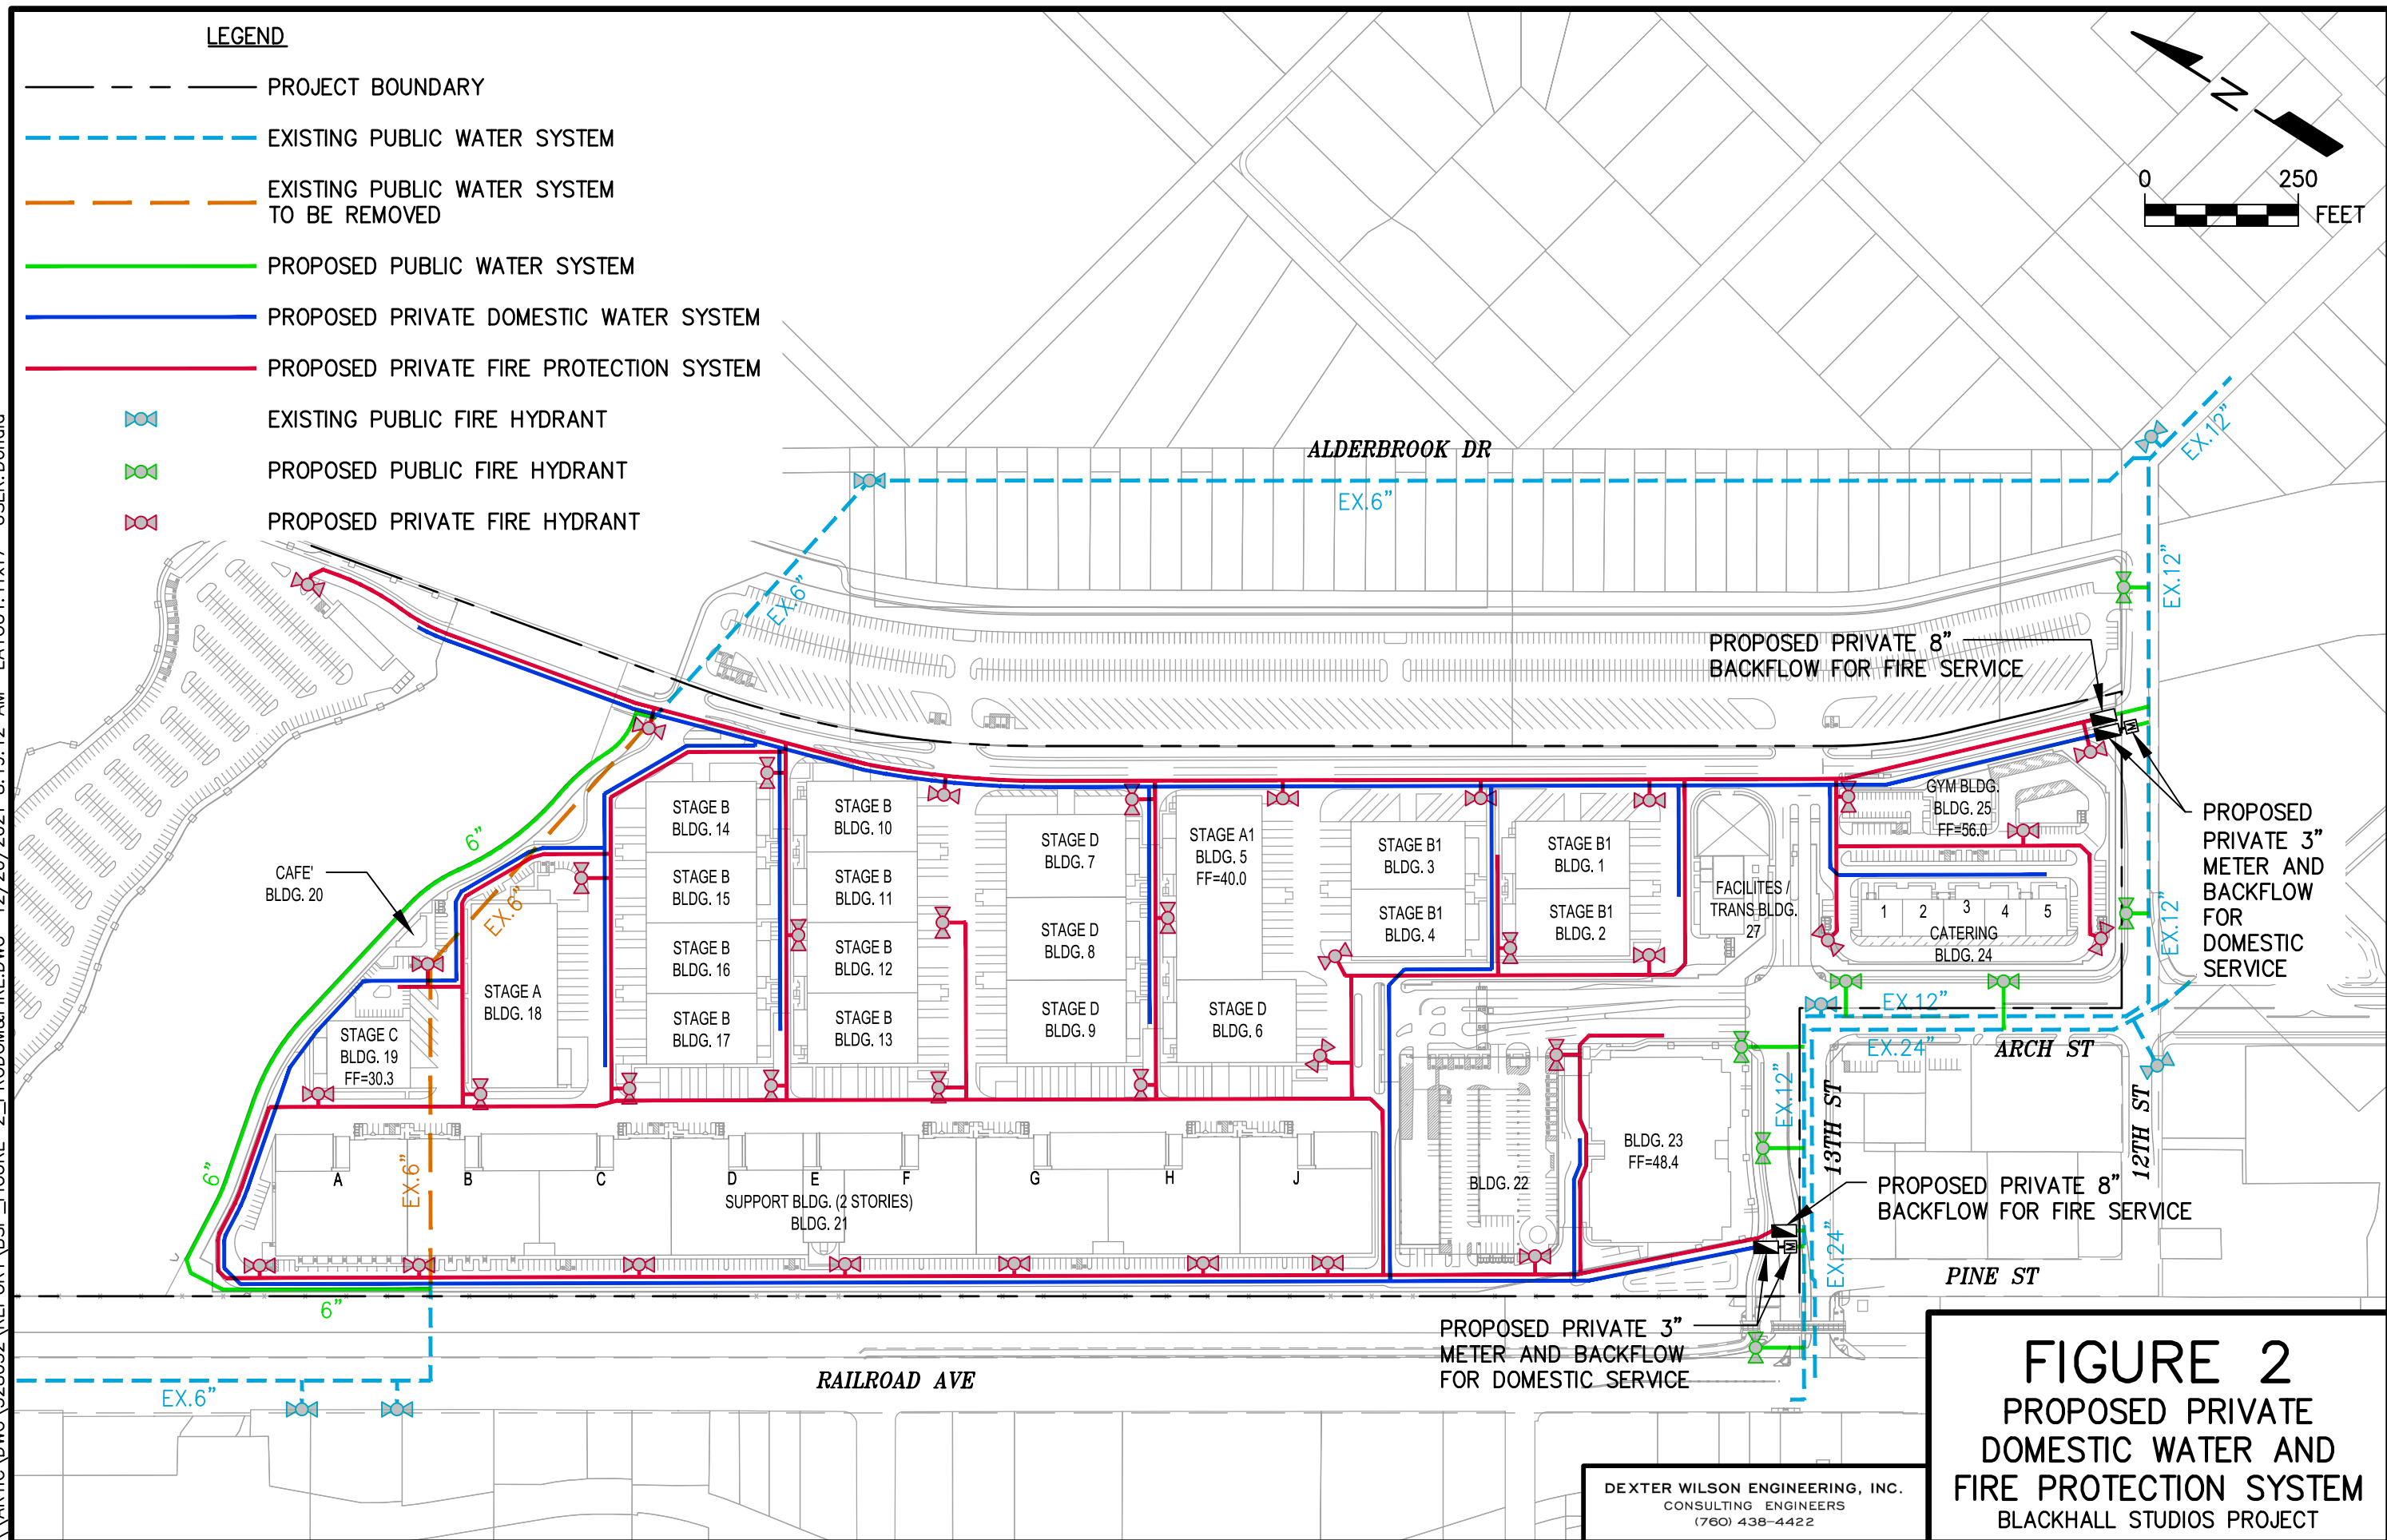 LEGEND
PROJECT BOUNDARY
EXISTING PUBLIC WATER SYSTEM
EXISTING PUBLIC WATER SYSTEM
TO BE REMOVED
PROPOSED PUBLIC WATER SYSTEM
PROPOSED PRIVATE DOMESTIC WATER SYSTEM
PROPOSED PRIVATE FIRE PROTECTION SYSTEM
EXISTING PUBLIC FIRE HYDRANT
PROPOSED PUBLIC FIRE HYDRANT
PROPOSED PRIVATE FIRE HYDRANT
N
0 250
FEET
ALDERBROOK DR
EX.6"
EX.12"
EX.6"
EX.12"
PROPOSED PRIVATE 8"
BACKFLOW FOR FIRE SERVICE
M
PROPOSED
PRIVATE 3"
METER AND
BACKFLOW
FOR
DOMESTIC
SERVICE
GYM BLDG.
BLDG. 25
FF=56.0
STAGE B
BLDG. 14
STAGE B
BLDG. 15
STAGE B
BLDG. 16
STAGE B
BLDG. 17
STAGE B
BLDG. 10
STAGE B
BLDG. 11
STAGE B
BLDG. 12
STAGE B
BLDG. 13
STAGE D
BLDG. 7
STAGE D
BLDG. 8
STAGE D
BLDG. 9
STAGE A1
BLDG. 5
FF=40.0
STAGE D
BLDG. 6
STAGE B1
BLDG. 3
STAGE B1
BLDG. 4
STAGE B1
BLDG. 1
STAGE B1
BLDG. 2
FACILITES /
TRANS BLDG.
27
1 2 3 4 5
CATERING
BLDG. 24
EX.12"
6"
CAFE'
BLDG. 20
EX.6"
STAGE A
BLDG. 18
STAGE C
BLDG. 19
FF=30.3
EX.12"
EX.24"
ARCH ST
EX.12"
13TH ST
12TH ST
6"
EX.6"
A B C D E F G H J
SUPPORT BLDG. (2 STORIES)
BLDG. 21
BLDG. 22
BLDG. 23
FF=48.4
PROPOSED PRIVATE 8"
BACKFLOW FOR FIRE SERVICE
M
EX.24"
PINE ST
6"
PROPOSED PRIVATE 3"
METER AND BACKFLOW
FOR DOMESTIC SERVICE
RAILROAD AVE
EX.6"
DEXTER WILSON ENGINEERING, INC.
CONSULTING ENGINEERS
(760) 438-4422
FIGURE 2
PROPOSED PRIVATE
DOMESTIC WATER AND
FIRE PROTECTION SYSTEM
BLACKHALL STUDIOS PROJECT